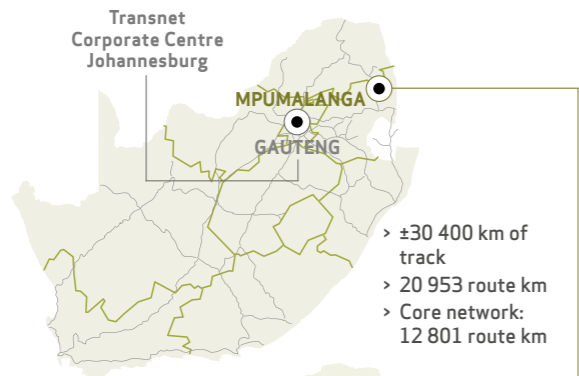 Transnet
Corporate Centre
Johannesburg
MPUMALANGA
GAUTENG
> ±30 400 km of
track
> 20 953 route km
> Core network:
12 801 route km